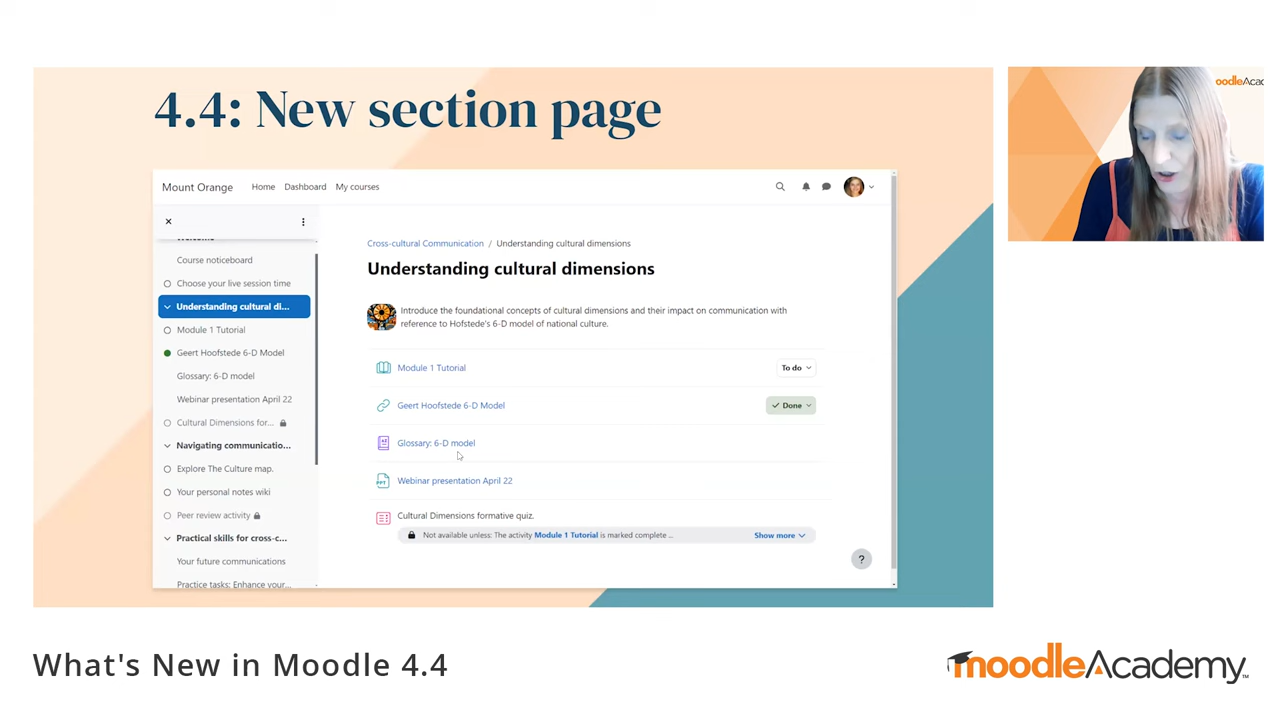 4.4: New section page
oodleAcac
Mount Orange Home Dashboard My courses
Course noticeboard
Choose your live session time
Understanding cultural di...
Module 1 Tutorial
Geert Hoofstede 6-D Model
Glossary: 6-D model
Webinar presentation April 22
Cultural Dimensions for...
Navigating communicatio...
Explore The Culture map.
Your personal notes wiki
Peer review activity
Practical skills for cross-c...
Your future communications
Practice tasks: Enhance your...
Cross-cultural Communication / Understanding cultural dimensions
Understanding cultural dimensions
Introduce the foundational concepts of cultural dimensions and their impact on communication with
reference to Hofstede's 6-D model of national culture.
Module 1 Tutorial To do
Geert Hoofstede 6-D Model Done
Glossary: 6-D model
Webinar presentation April 22
PPT
Cultural Dimensions formative quiz.
Not available unless: The activity Module 1 Tutorial is marked complete ... Show more
?
What's New in Moodle 4.4
moodleAcademy™